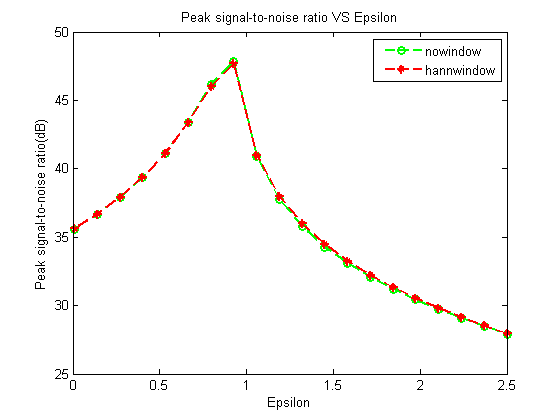 Peak signal-to-noise ratio VS Epsilon
nowindow
hannwindow
Peak signal-to-noise ratio(dB)
50
45
40
35
30
25
0
0.5
1
1.5
2
2.5
Epsilon